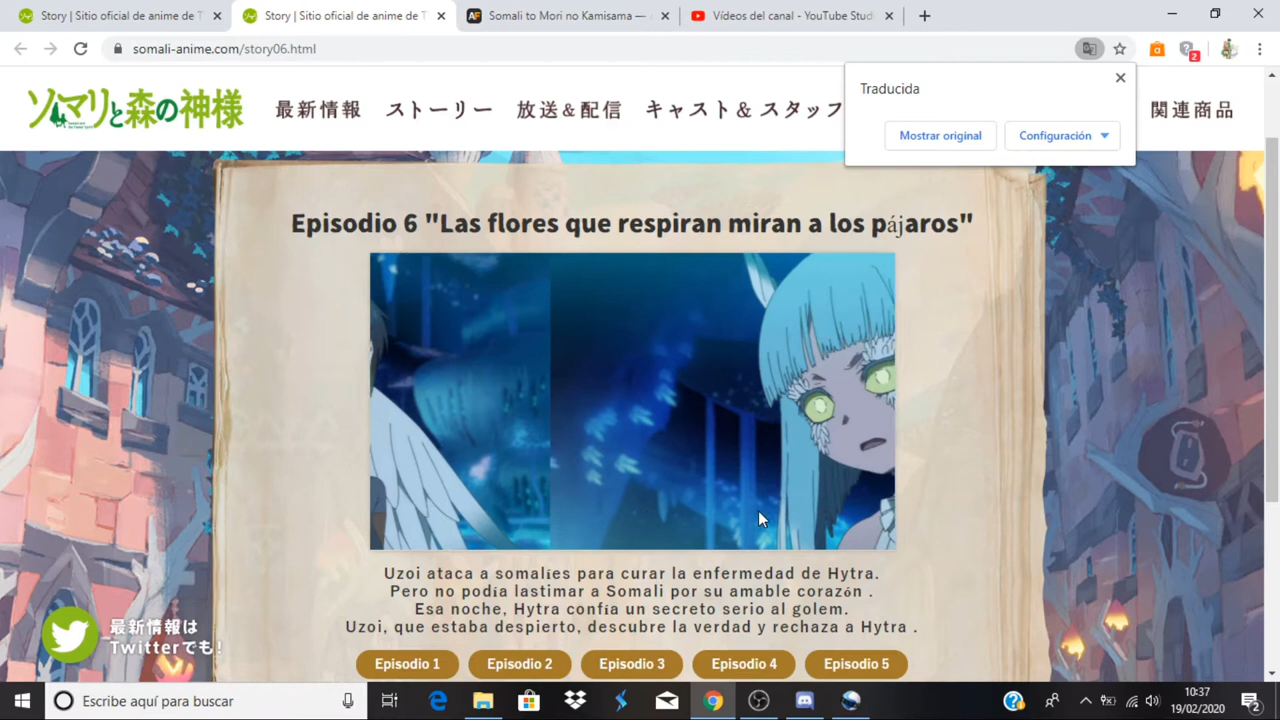 Story | Sitio oficial de anime de T
Story | Sitio oficial de anime de T
Somali to Mori no Kamisama —
Vídeos del canal - YouTube Stud
somali-anime.com/story06.html
2
Traducida
Mostrar original
Configuración
ソマリと森の神様
最新情報
ストーリー
放送&配信
キャスト&スタッフ
関連商品
Episodio 6 "Las flores que respiran miran a los pájaros"
Uzoi ataca a somalíes para curar la enfermedad de Hytra.
Pero no podía lastimar a Somali por su amable corazón .
Esa noche, Hytra confía un secreto serio al golem.
Uzoi, que estaba despierto, descubre la verdad y rechaza a Hytra .
最新情報は
Twitterでも!
Episodio 1
Episodio 2
Episodio 3
Episodio 4
Episodio 5
Escribe aquí para buscar
10:37
19/02/2020
2